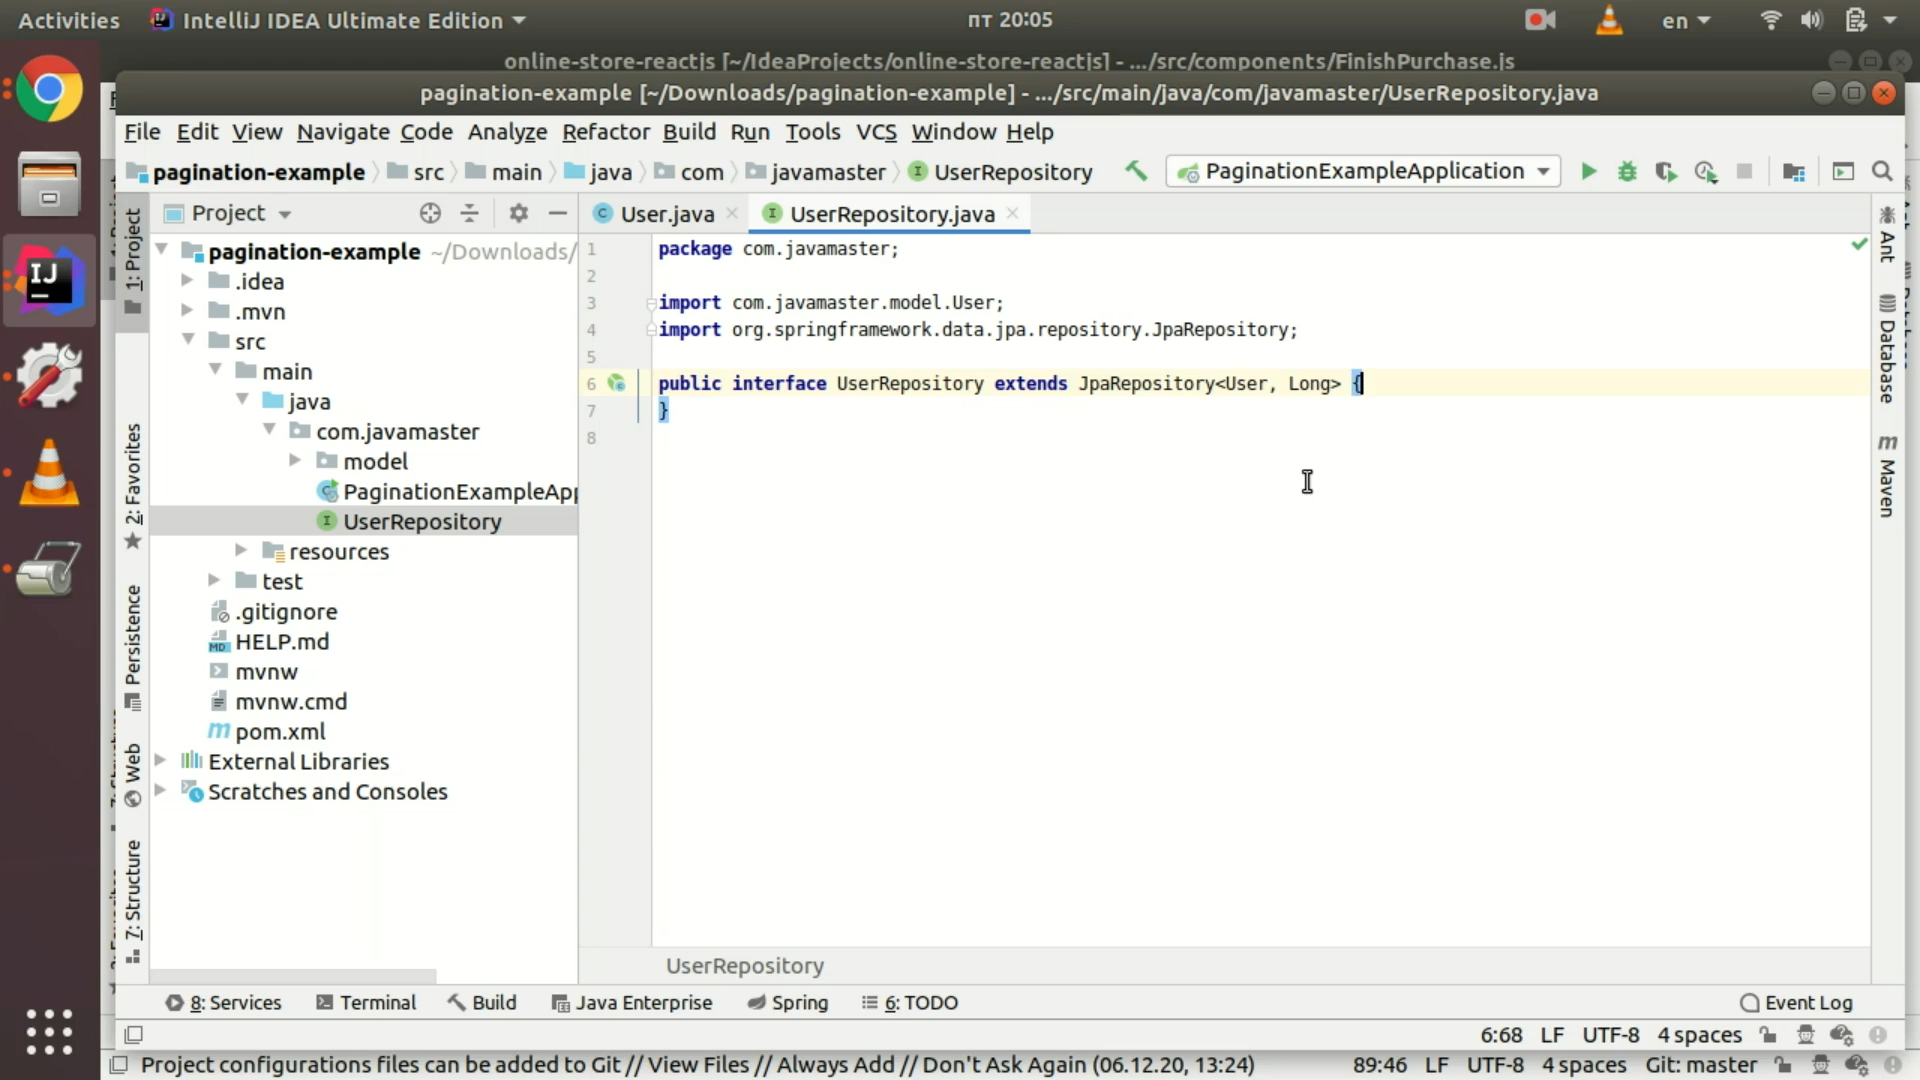 Activities IntelliJ IDEA Ultimate Edition пт 20:05 en
online-store-reactjs [~/IdeaProjects/online-store-reactjs] - .../src/components/FinishPurchase.js
pagination-example [~/Downloads/pagination-example] - .../src/main/java/com/javamaster/UserRepository.java
File Edit View Navigate Code Analyze Refactor Build Run Tools VCS Window Help
pagination-example src main java com javamaster UserRepository PaginationExampleApplication
Project User.java UserRepository.java
1: Project
2: Favorites
Persistence
Web
7: Structure
pagination-example ~/Downloads/
.idea
.mvn
src
main
java
com.javamaster
model
PaginationExampleApp
UserRepository
resources
test
.gitignore
HELP.md
mvnw
mvnw.cmd
pom.xml
External Libraries
Scratches and Consoles
1 package com.javamaster;
2
3 import com.javamaster.model.User;
4 import org.springframework.data.jpa.repository.JpaRepository;
5
6 public interface UserRepository extends JpaRepository<User, Long> {
7 }
8
Ant
Database
Maven
UserRepository
8: Services Terminal Build Java Enterprise Spring 6: TODO Event Log
6:68 LF UTF-8 4 spaces
Project configurations files can be added to Git // View Files // Always Add // Don't Ask Again (06.12.20, 13:24) 89:46 LF UTF-8 4 spaces Git: master